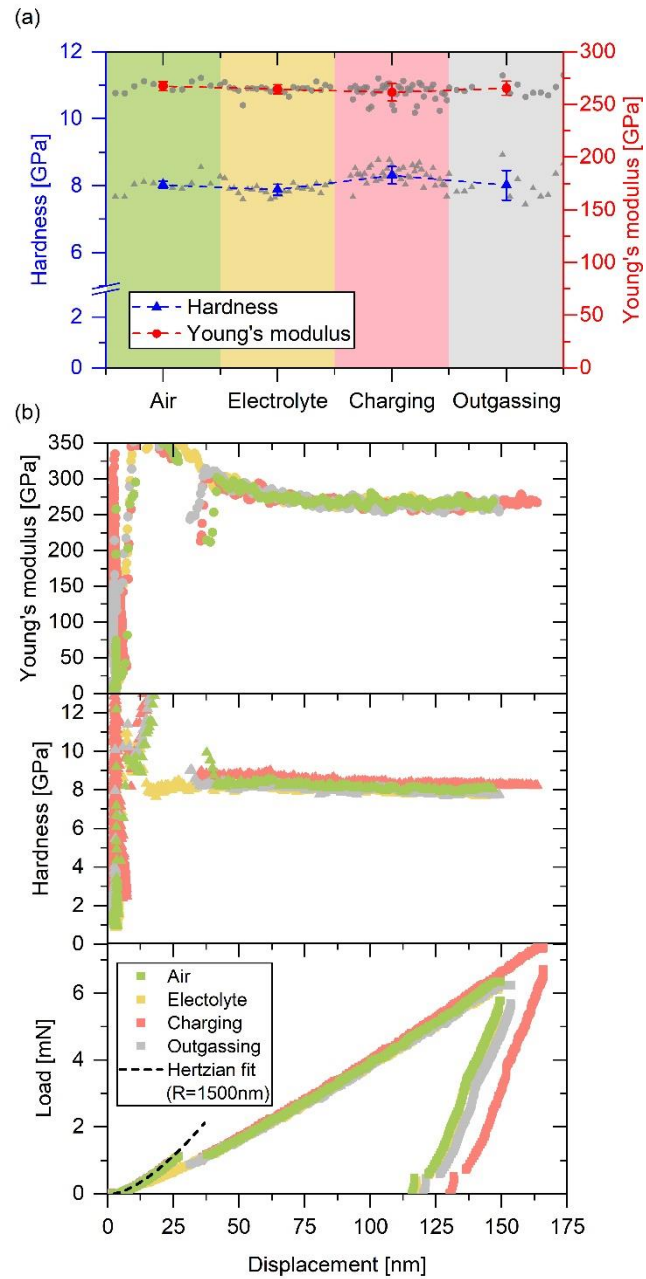 (a)
12
10
8
6
2
0
Hardness [GPa]
300
250
200
150
100
50
0
Young's modulus [GPa]
Hardness
Young's modulus
Air Electrolyte Charging Outgassing
(b)
350
300
250
200
150
100
50
0
Young's modulus [GPa]
12
10
8
6
4
2
0
Hardness [GPa]
Air
Electolyte
Charging
Outgassing
Hertzian fit
(R=1500nm)
6
4
2
0
Load [mN]
0 25 50 75 100 125 150 175
Displacement [nm]